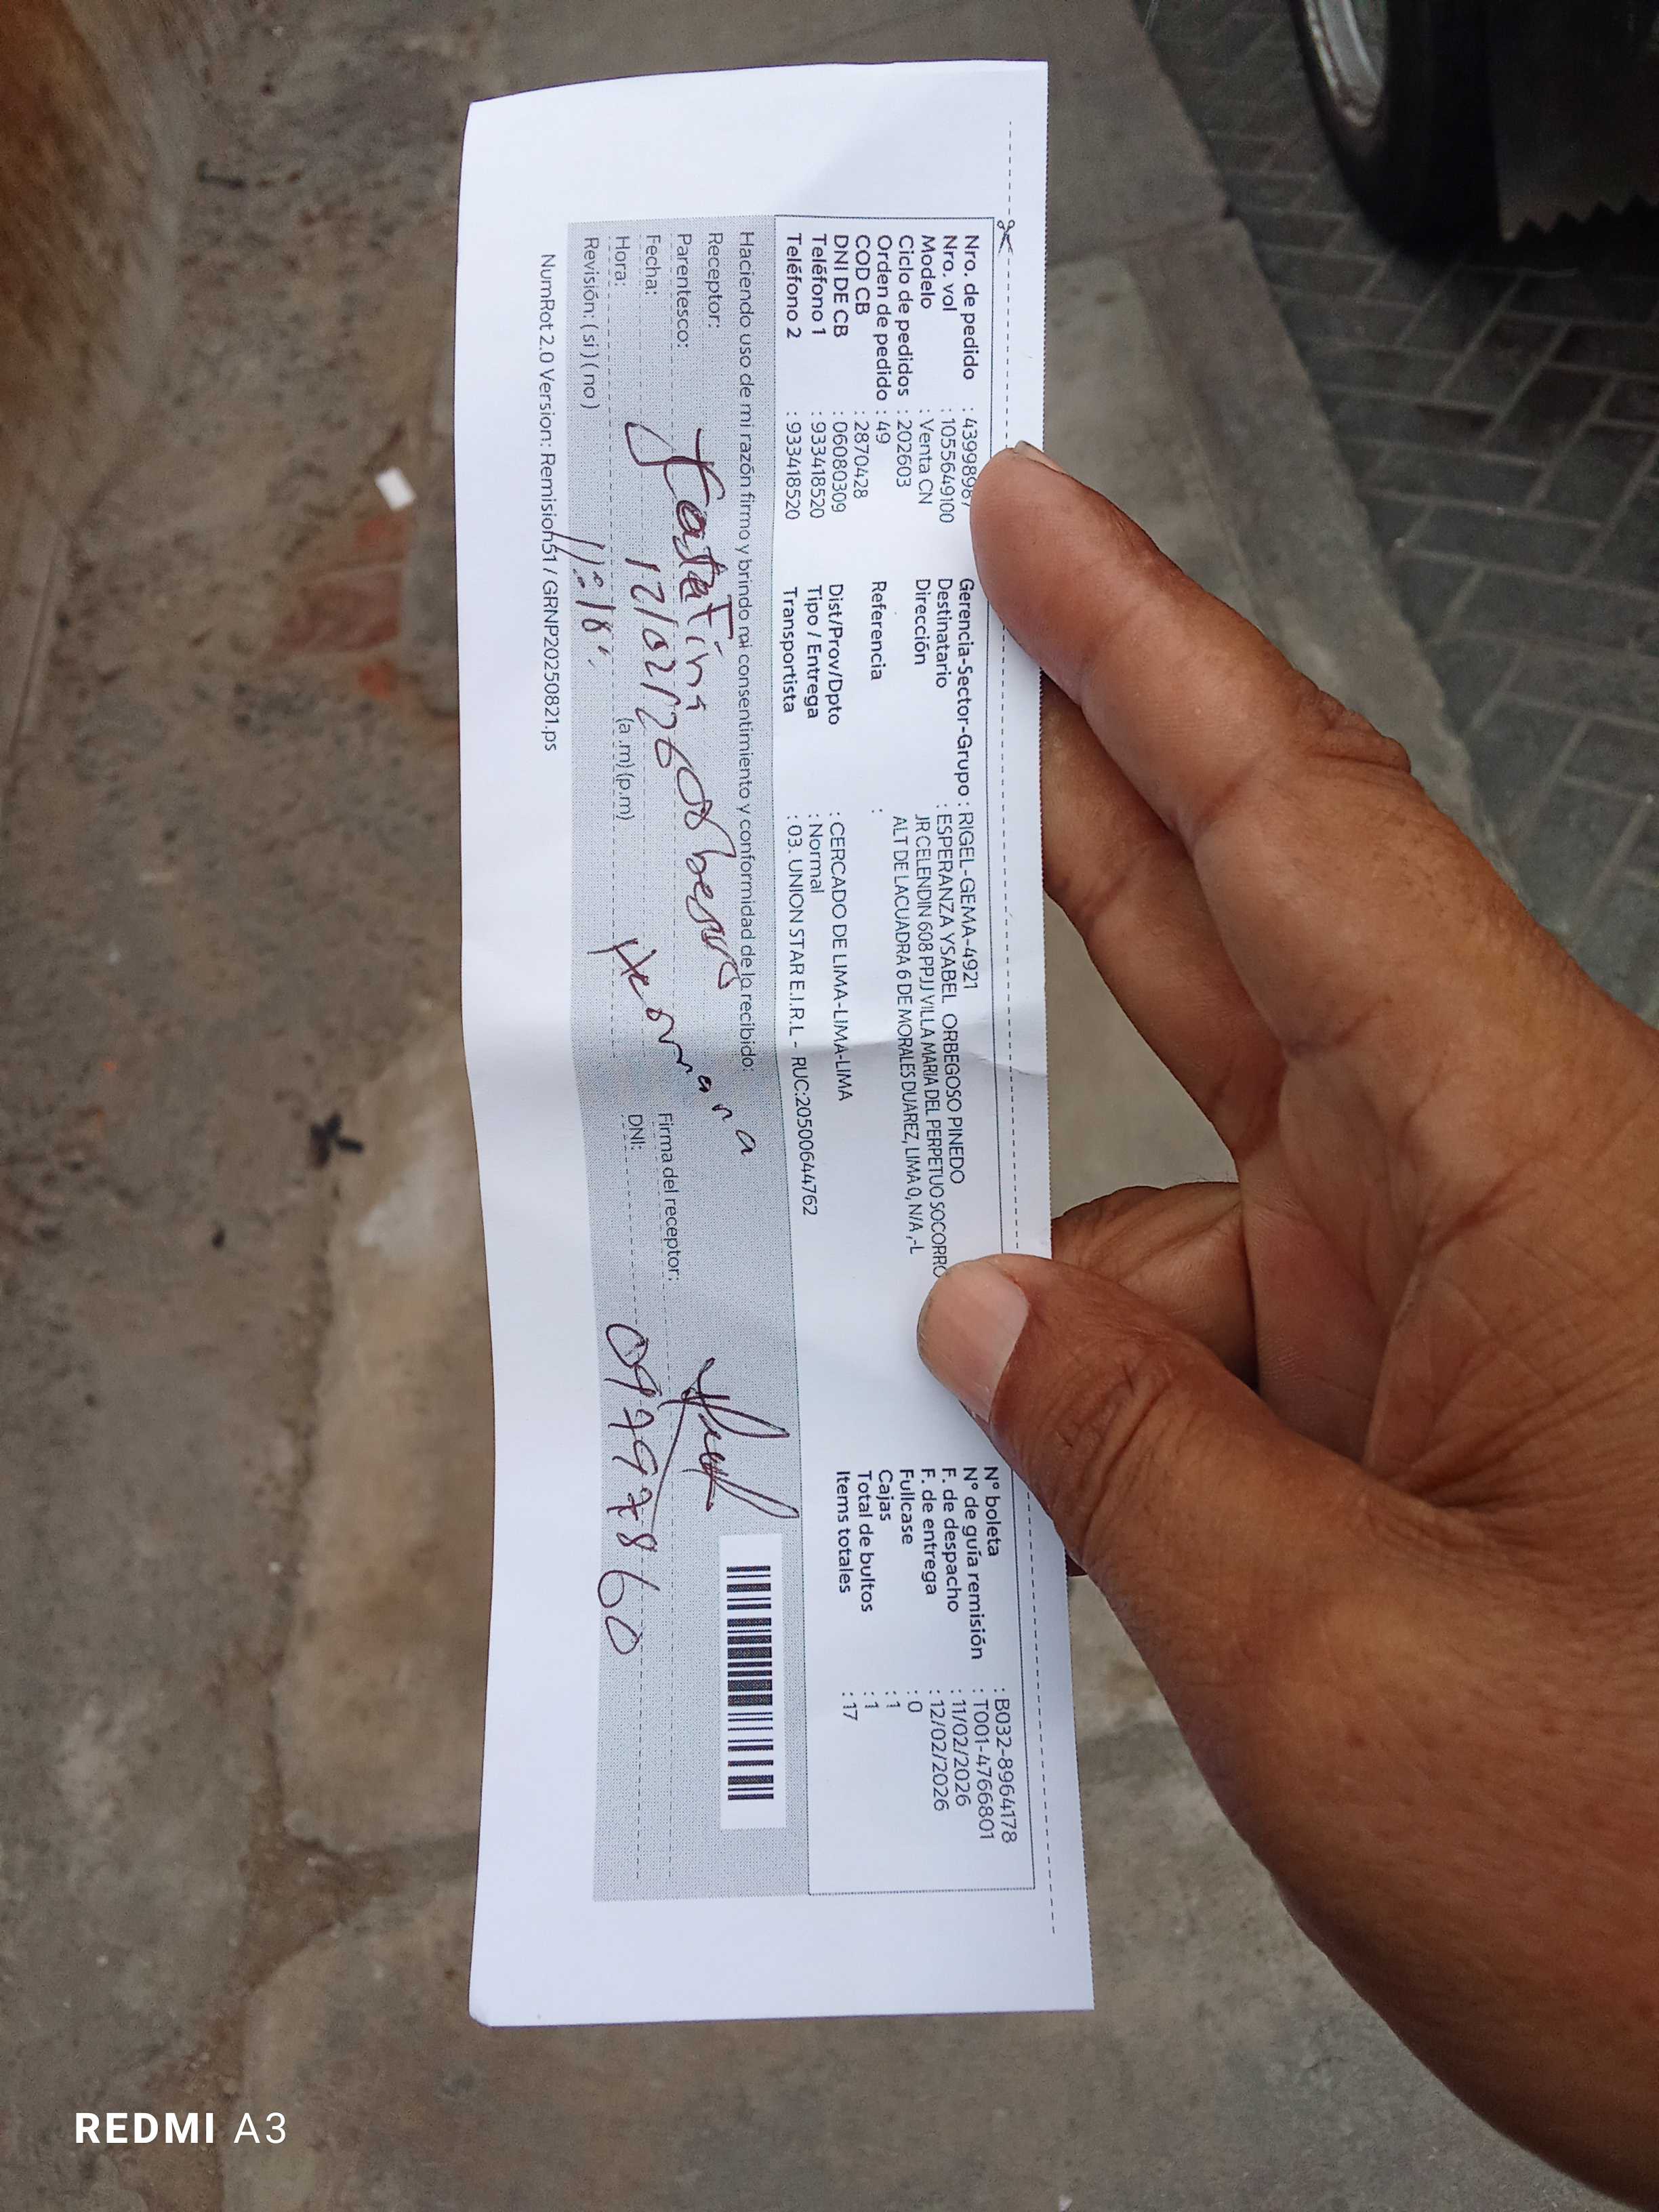 Nro. de pedido : 43998987
Nro. vol : 1055649100
Modelo : Venta CN
Ciclo de pedidos : 202603
Orden de pedido : 49
COD CB : 2870428
DNI DE CB : 06080309
Teléfono 1 : 933418520
Teléfono 2 : 933418520
Gerencia-Sector-Grupo : RIGEL-GEMA-4921
Destinatario : ESPERANZA YSABEL ORBEGOSO PINEDO
Dirección JR CELENDIN 608 PPJJ VILLA MARIA DEL PERPETUO SOCORRO
ALT DE LACUADRA 6 DE MORALES DUAREZ, LIMA 0, N/A ,-L
Referencia :
Dist/Prov/Dpto : CERCADO DE LIMA-LIMA-LIMA
Tipo / Entrega : Normal
Transportista : 03. UNION STAR E.I.R.L - RUC:20500644762
N° boleta : B032-8964178
N° de guía remisión : T001-4766801
F. de despacho : 11/02/2026
F. de entrega : 12/02/2026
Fullcase : 0
Cajas : 1
Total de bultos : 1
Items totales : 17
Haciendo uso de mi razón firmo y brindo mi consentimiento y conformidad de lo recibido:
Receptor:
Parentesco: hermana
Fecha: 12/02/26
Hora: 11:18 (a .m) (p.m)
Revisión: ( si ) ( no )
Firma del receptor:
DNI:
NumRot 2.0 Version: Remision51 / GRNP20250821.ps
REDMI A3